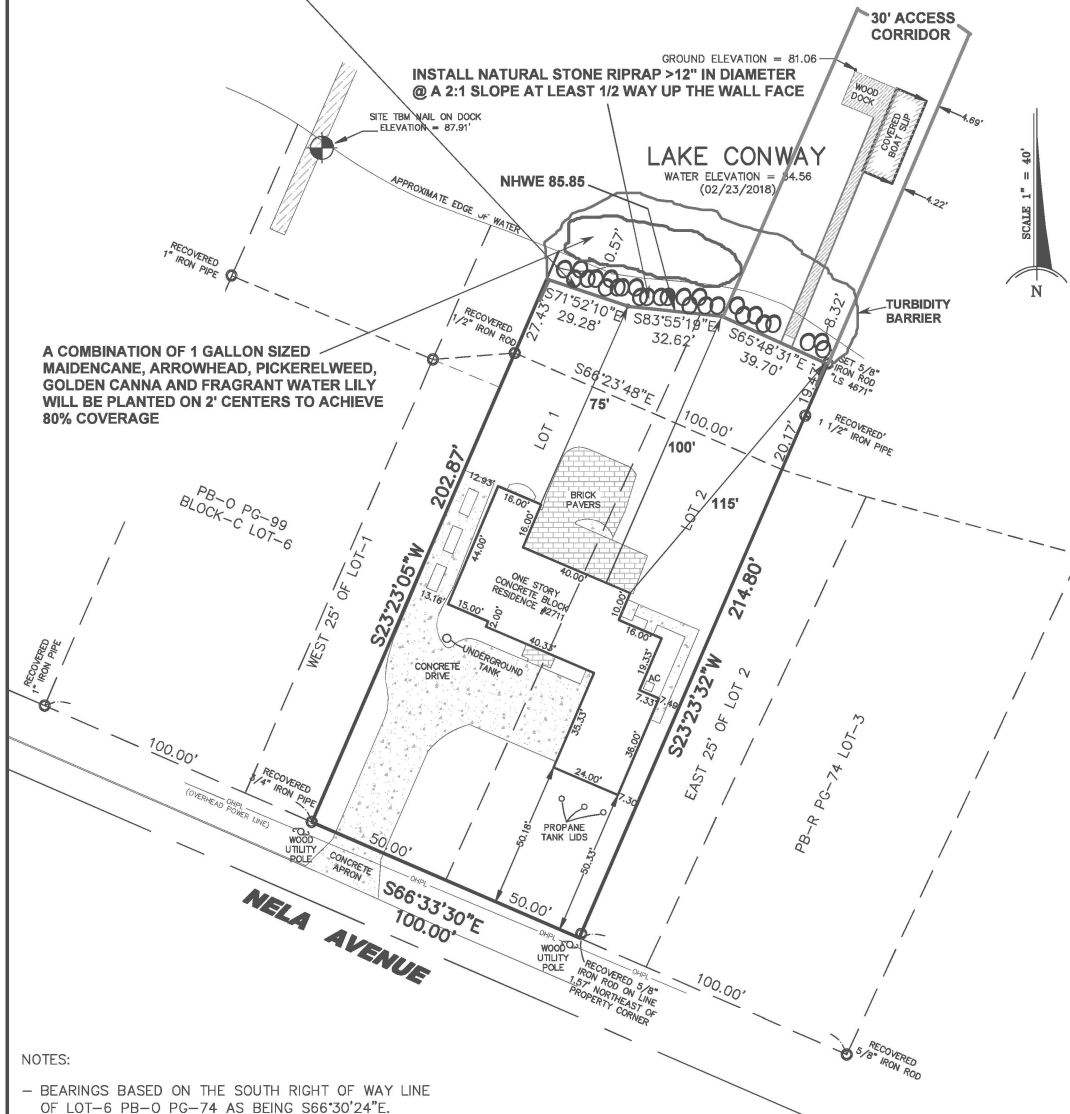 30' ACCESS
CORRIDOR
GROUND ELEVATION = 81.06
INSTALL NATURAL STONE RIPRAP >12" IN DIAMETER
@ A 2:1 SLOPE AT LEAST 1/2 WAY UP THE WALL FACE
WOOD
DOCK
COVERED
BOAT SLIP
4.69'
4.22'
SITE TBM NAIL ON DOCK
ELEVATION = 87.91'
LAKE CONWAY
WATER ELEVATION = 84.56
(02/23/2018)
NHWE 85.85
APPROXIMATE EDGE OF WATER
SCALE 1" = 40'
N
RECOVERED
1" IRON PIPE
0.57'
8.32'
TURBIDITY
BARRIER
S71°52'10"E
29.28'
S83°55'19"E
32.62'
S65°48'31"E
39.70'
RECOVERED
1/2" IRON ROD
27.43'
SET 5/8"
IRON ROD
"LS 4671"
A COMBINATION OF 1 GALLON SIZED
MAIDENCANE, ARROWHEAD, PICKERELWEED,
GOLDEN CANNA AND FRAGRANT WATER LILY
WILL BE PLANTED ON 2' CENTERS TO ACHIEVE
80% COVERAGE
S66°23'48"E
100.00'
20.17'
RECOVERED
1 1/2" IRON PIPE
75'
100'
115'
LOT 1
LOT 2
202.87'
S23°23'05"W
214.80'
S23°23'32"W
PB-O PG-99
BLOCK-C LOT-6
WEST 25' OF LOT-1
12.93'
16.00'
16.00'
BRICK
PAVERS
44.00'
40.00'
ONE STORY
CONCRETE BLOCK
RESIDENCE #2711
10.00'
16.00'
13.16'
15.00'
2.00'
40.33'
19.33'
AC
7.33'
7.49'
UNDERGROUND
TANK
CONCRETE
DRIVE
35.33'
36.00'
24.00'
7.30'
EAST 25' OF LOT 2
PB-R PG-74 LOT-3
RECOVERED
1" IRON PIPE
100.00'
OHPL
(OVERHEAD POWER LINE)
RECOVERED
3/4" IRON PIPE
WOOD
UTILITY
POLE
50.00'
CONCRETE
APRON
OHPL
PROPANE
TANK LIDS
50.18'
50.33'
S66°33'30"E
100.00'
50.00'
OHPL
NELA AVENUE
WOOD
UTILITY
POLE
RECOVERED 5/8"
IRON ROD ON LINE
1.57' NORTHEAST OF
PROPERTY CORNER
OHPL
100.00'
RECOVERED
5/8" IRON ROD
NOTES:
– BEARINGS BASED ON THE SOUTH RIGHT OF WAY LINE
OF LOT-6 PB-O PG-74 AS BEING S66°30'24"E.